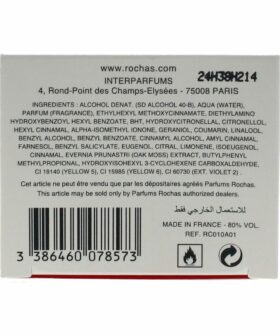 www.rochas.com
24H38H214
INTERPARFUMS
4, Rond-Point des Champs-Elysées - 75008 PARIS
INGREDIENTS : ALCOHOL DENAT. (SD ALCOHOL 40-B), AQUA (WATER),
PARFUM (FRAGRANCE), ETHYLHEXYL METHOXYCINNAMATE, DIETHYLAMINO
HYDROXYBENZOYL HEXYL BENZOATE, BHT, HYDROXYCITRONELLAL, CITRONELLOL,
HEXYL CINNAMAL, ALPHA-ISOMETHYL IONONE, GERANIOL, COUMARIN, LINALOOL,
BENZYL ALCOHOL, CITRAL, BENZYL BENZOATE, CINNAMYL ALCOHOL, AMYL CINNAMAL,
FARNESOL, BENZYL SALICYLATE, EUGENOL, CITRAL, LIMONENE, ISOEUGENOL,
CINNAMAL, EVERNIA PRUNASTRI (OAK MOSS) EXTRACT, BUTYLPHENYL
METHYLPROPIONAL, HYDROXYISOHEXYL 3-CYCLOHEXENE CARBOXALDEHYDE,
CI 19140 (YELLOW 5), CI 15985 (YELLOW 6), CI 60730 (EXT. VIOLET 2).
Cet article ne peut être vendu que par les dépositaires agréés Parfums Rochas.
This item may be sold only by Parfums Rochas authorized dealers.
للاستعمال الخارجي فقط
3 386460 078573
MADE IN FRANCE - 80% VOL.
REF. RC010A01